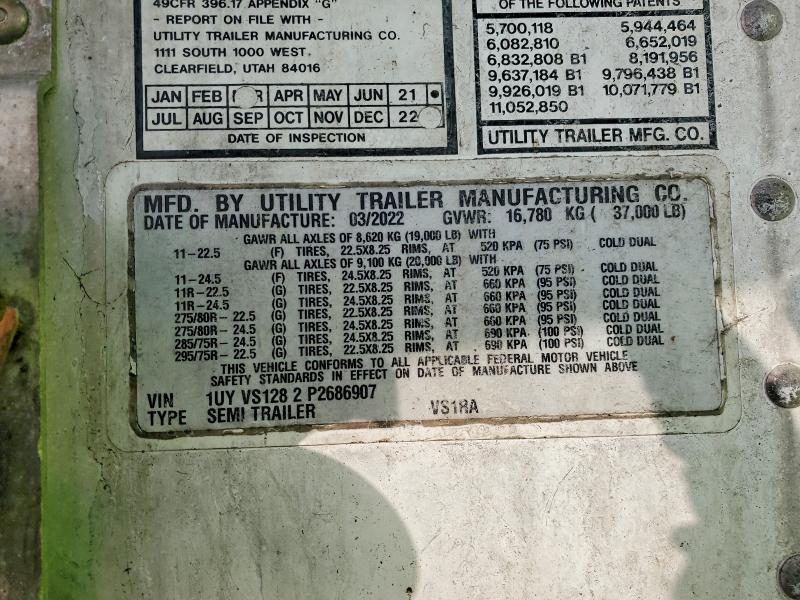 49CFR 396.17 APPENDIX "G"
- REPORT ON FILE WITH -
UTILITY TRAILER MANUFACTURING CO.
1111 SOUTH 1000 WEST.
CLEARFIELD, UTAH 84016
JAN FEB APR MAY JUN 21
JUL AUG SEP OCT NOV DEC 22
DATE OF INSPECTION
OF THE FOLLOWING PATENTS
5,700,118 5,944,464
6,082,810 6,652,019
6,832,808 B1 8,191,956
9,637,184 B1 9,796,438 B1
9,926,019 B1 10,071,779 B1
11,052,850
UTILITY TRAILER MFG. CO.
MFD. BY UTILITY TRAILER MANUFACTURING CO.
DATE OF MANUFACTURE: 03/2022 GVWR: 16,780 KG ( 37,000 LB)
GAWR ALL AXLES OF 8,620 KG (19,000 LB) WITH
11-22.5 (F) TIRES, 22.5X8.25 RIMS, AT 520 KPA (75 PSI) COLD DUAL
GAWR ALL AXLES OF 9,100 KG (20,000 LB) WITH
11-24.5 (F) TIRES, 24.5X8.25 RIMS, AT 520 KPA (75 PSI) COLD DUAL
11R-22.5 (G) TIRES, 22.5X8.25 RIMS, AT 660 KPA (95 PSI) COLD DUAL
11R-24.5 (G) TIRES, 24.5X8.25 RIMS, AT 660 KPA (95 PSI) COLD DUAL
275/80R-22.5 (G) TIRES, 22.5X8.25 RIMS, AT 660 KPA (95 PSI) COLD DUAL
275/80R-24.5 (G) TIRES, 24.5X8.25 RIMS, AT 660 KPA (95 PSI) COLD DUAL
285/75R-24.5 (G) TIRES, 24.5X8.25 RIMS, AT 690 KPA (100 PSI) COLD DUAL
295/75R-22.5 (G) TIRES, 22.5X8.25 RIMS, AT 690 KPA (100 PSI) COLD DUAL
THIS VEHICLE CONFORMS TO ALL APPLICABLE FEDERAL MOTOR VEHICLE
SAFETY STANDARDS IN EFFECT ON DATE OF MANUFACTURE SHOWN ABOVE
VIN 1UY VS128 2 P2686907
TYPE SEMI TRAILER VS1RA